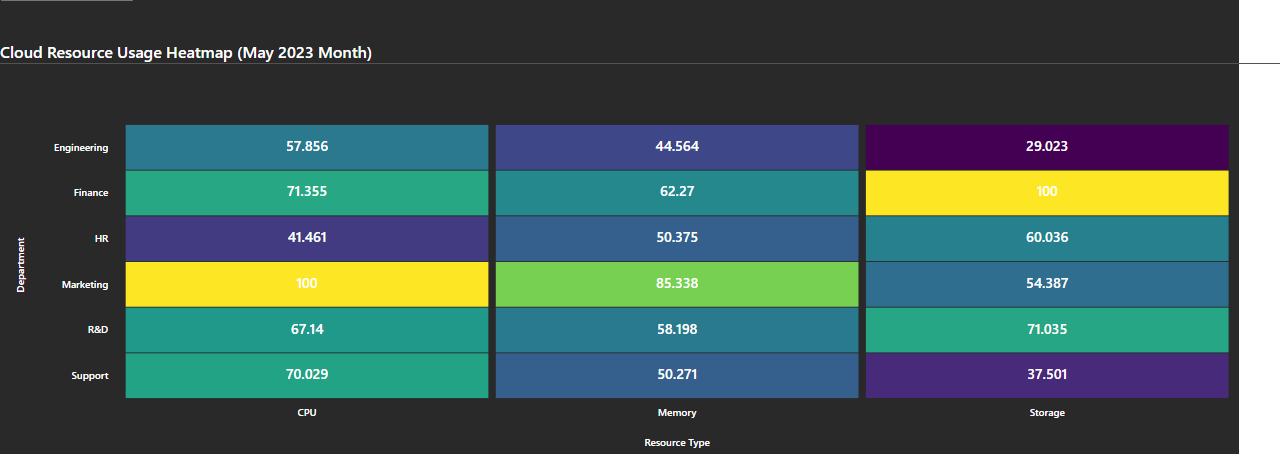 Cloud Resource Usage Heatmap (May 2023 Month)
Department
Engineering 57.856 44.564 29.023
Finance 71.355 62.27 100
HR 41.461 50.375 60.036
Marketing 100 85.338 54.387
R&D 67.14 58.198 71.035
Support 70.029 50.271 37.501
CPU Memory Storage
Resource Type